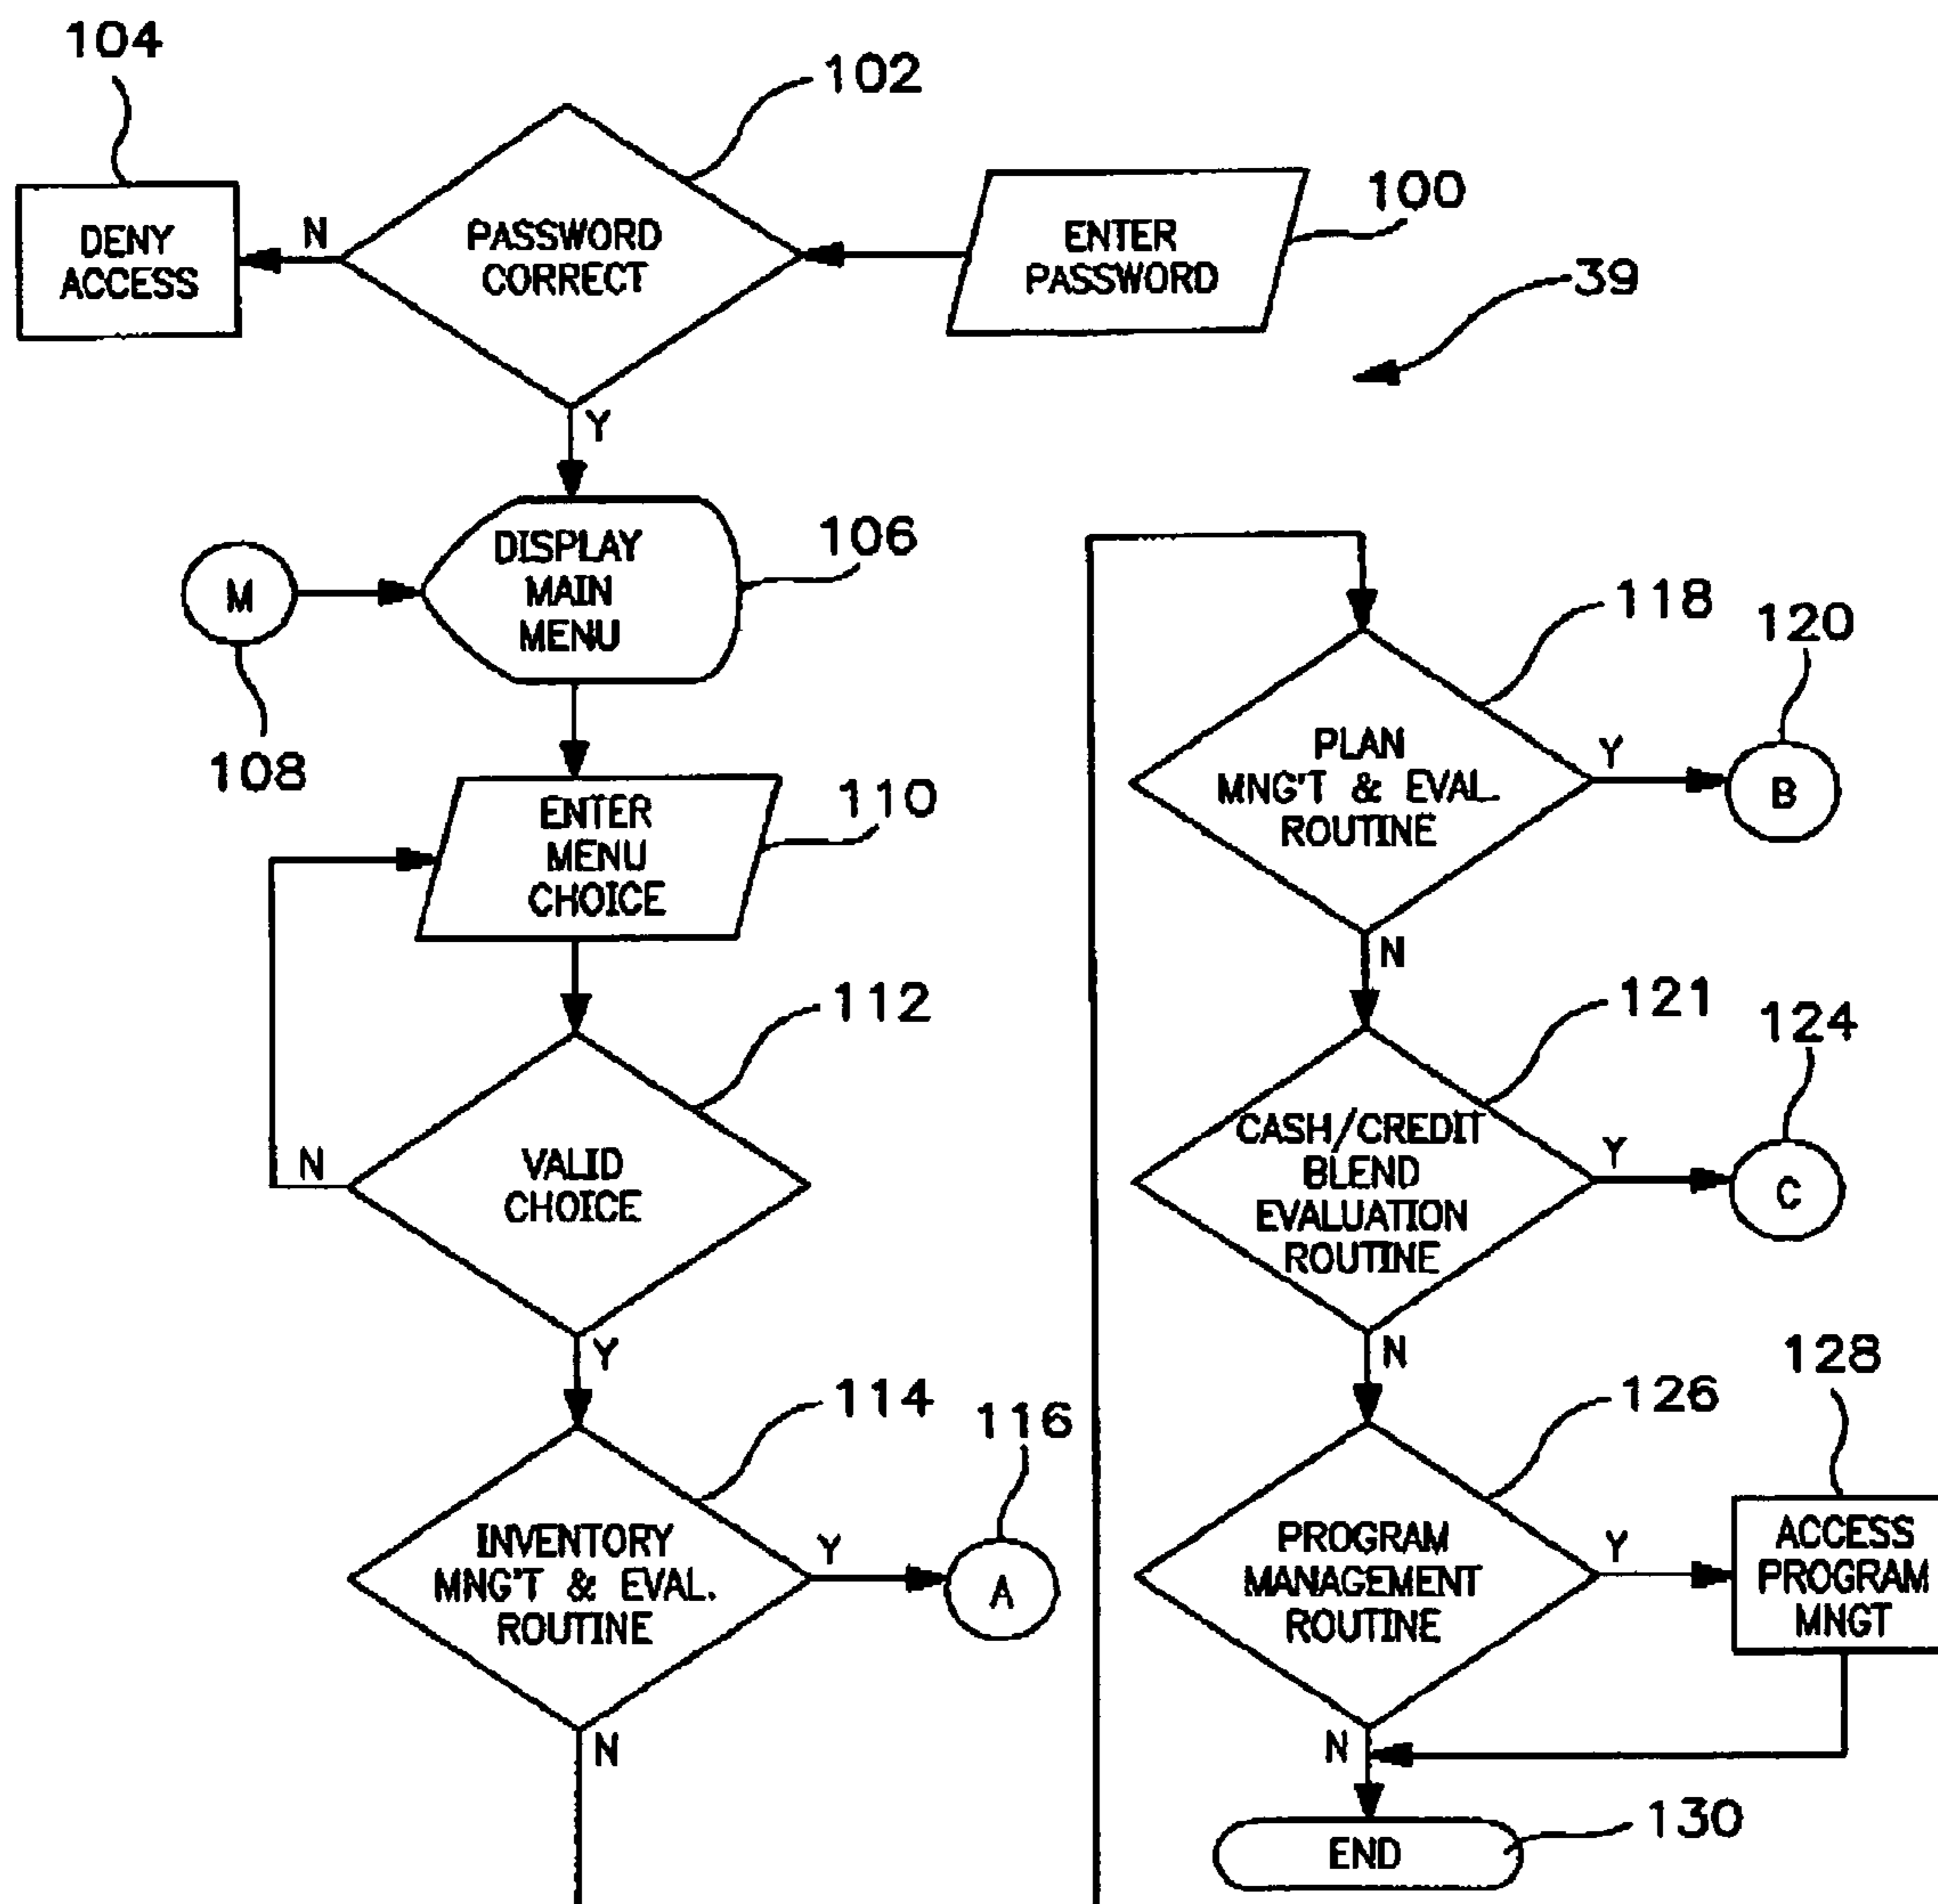 104
102
100
DENY
ACCESS
N
PASSWORD
CORRECT
ENTER
PASSWORD
39
Y
DISPLAY
MAIN
MENU
106
M
108
ENTER
MENU
CHOICE
110
112
N
VALID
CHOICE
Y
114
116
INVENTORY
MNG'T & EVAL.
ROUTINE
Y
A
N
118
120
PLAN
MNG'T & EVAL.
ROUTINE
Y
B
N
121
124
CASH/CREDIT
BLEND
EVALUATION
ROUTINE
Y
C
N
126
128
PROGRAM
MANAGEMENT
ROUTINE
Y
ACCESS
PROGRAM
MNGT
N
END
130